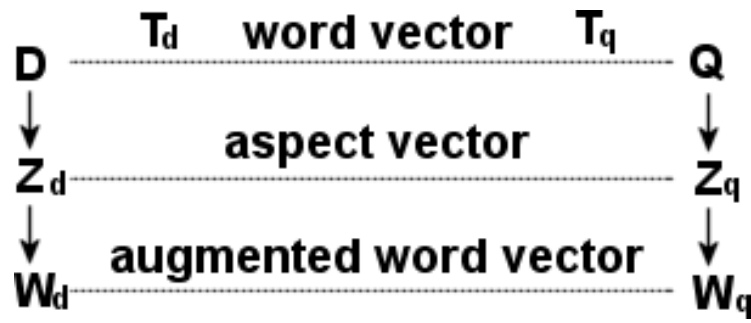 Td word vector Tq
D Q
aspect vector
Zd Zq
augmented word vector
Wd Wq